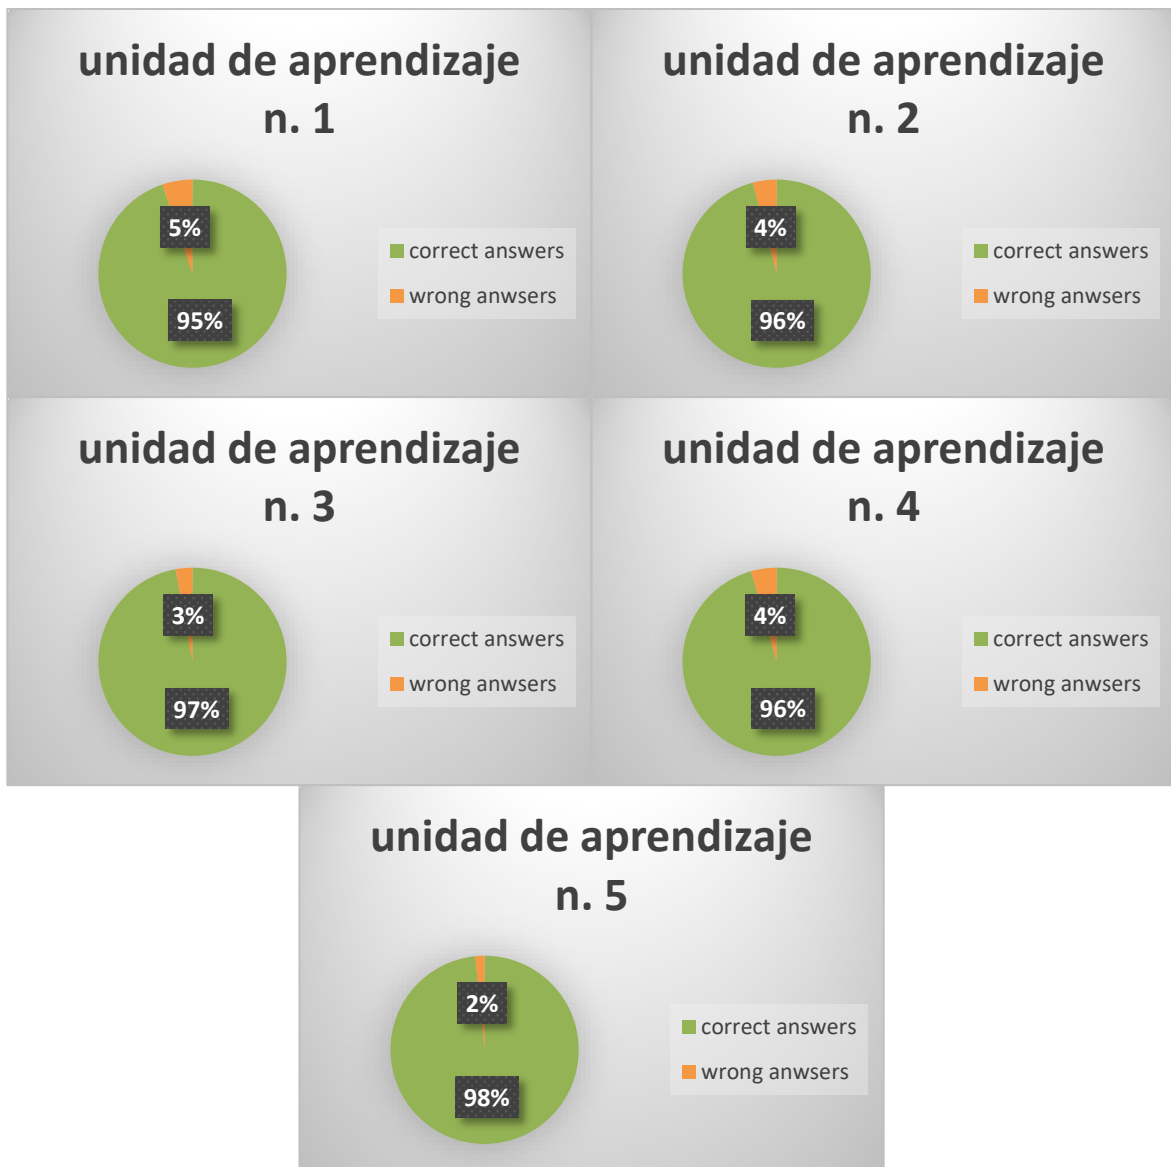 unidad de aprendizaje
n. 1
5%
95%
correct answers
wrong anwsers
unidad de aprendizaje
n. 2
4%
96%
correct answers
wrong anwsers
unidad de aprendizaje
n. 3
3%
97%
correct answers
wrong anwsers
unidad de aprendizaje
n. 4
4%
96%
correct answers
wrong anwsers
unidad de aprendizaje
n. 5
2%
98%
correct answers
wrong anwsers